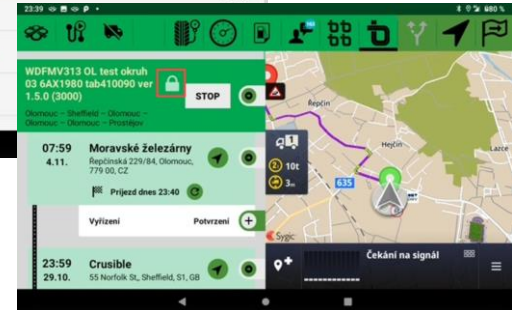 23:39
80 %
WDFMV313 OL test okruh
03 6AX1980 tab410090 ver
1.5.0 (3000)
STOP
Olomouc – Sheffield – Olomouc –
Olomouc – Olomouc – Prostějov
07:59
4.11.
Moravské železárny
Řepčínská 229/84, Olomouc,
779 00, CZ
Príjezd dnes 23:40
Vyřízení
Potvrzení
23:59
29.10.
Crusible
55 Norfolk St., Sheffield, S1, GB
Řepčín
Hejčín
Lazce
1
10t
3m
635
Sygic
Čekání na signál